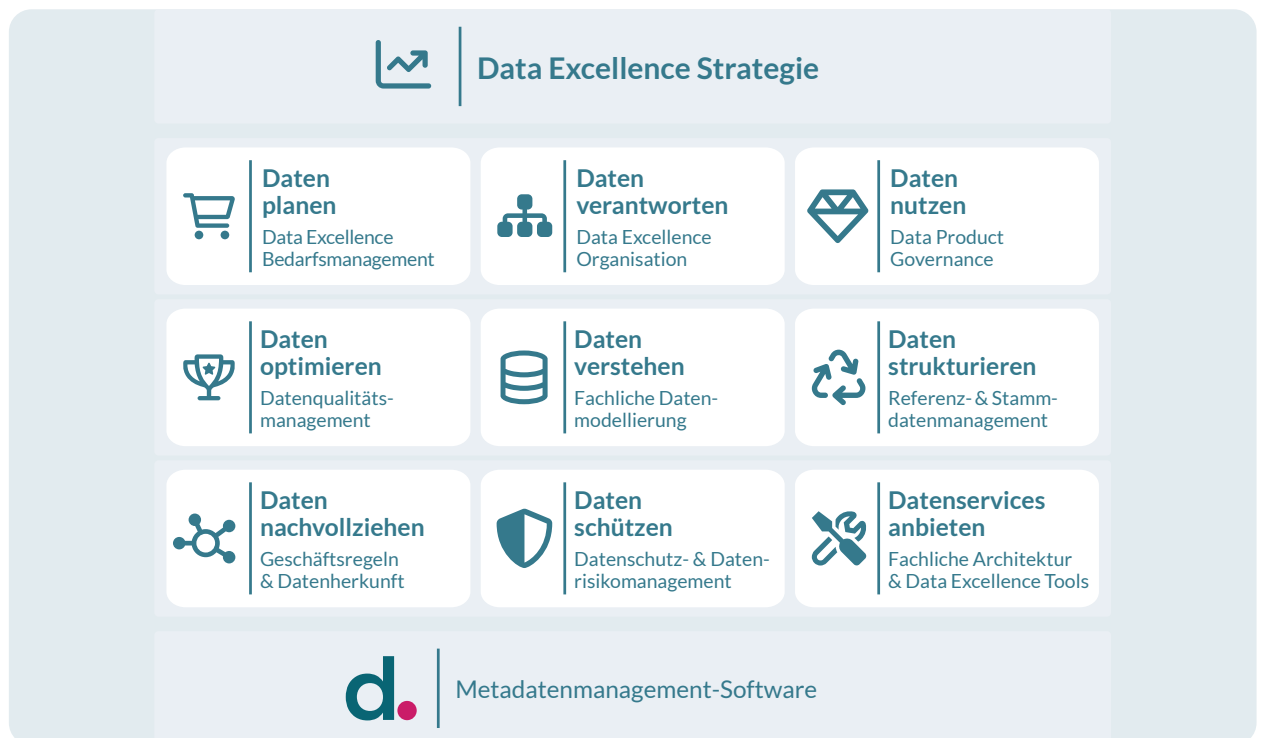 Data Excellence Strategie
Daten
planen
Data Excellence
Bedarfsmanagement
Daten
verantworten
Data Excellence
Organisation
Daten
nutzen
Data Product
Governance
Daten
optimieren
Datenqualitäts-
management
Daten
verstehen
Fachliche Daten-
modellierung
Daten
strukturieren
Referenz- & Stamm-
datenmanagement
Daten
nachvollziehen
Geschäftsregeln
& Datenherkunft
Daten
schützen
Datenschutz- & Daten-
risikomanagement
Datenservices
anbieten
Fachliche Architektur
& Data Excellence Tools
d.
Metadatenmanagement-Software